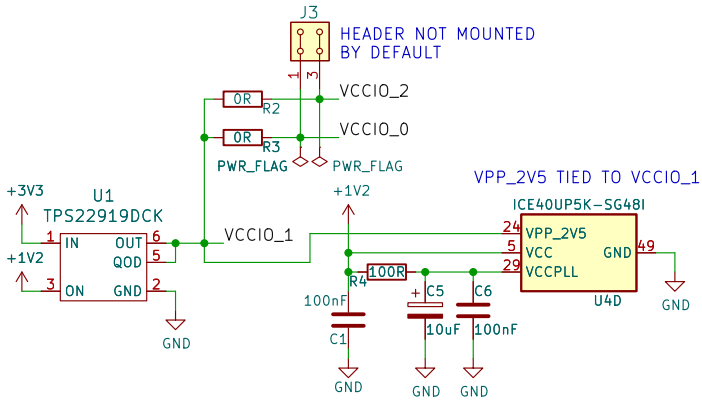 J3
HEADER NOT MOUNTED
BY DEFAULT
1
3
VCCIO_2
0R
R2
VCCIO_0
0R
R3
PWR_FLAG
PWR_FLAG
VPP_2V5 TIED TO VCCIO_1
+3V3
U1
TPS22919DCK
+1V2
ICE40UP5K-SG48I
1
IN
OUT
6
VCCIO_1
24
VPP_2V5
QOD
5
5
VCC
GND
49
+1V2
29
VCCPLL
100R
R4
3
ON
GND
2
100nF
C5
C6
U4D
+
GND
10uF
100nF
GND
C1
GND
GND
GND